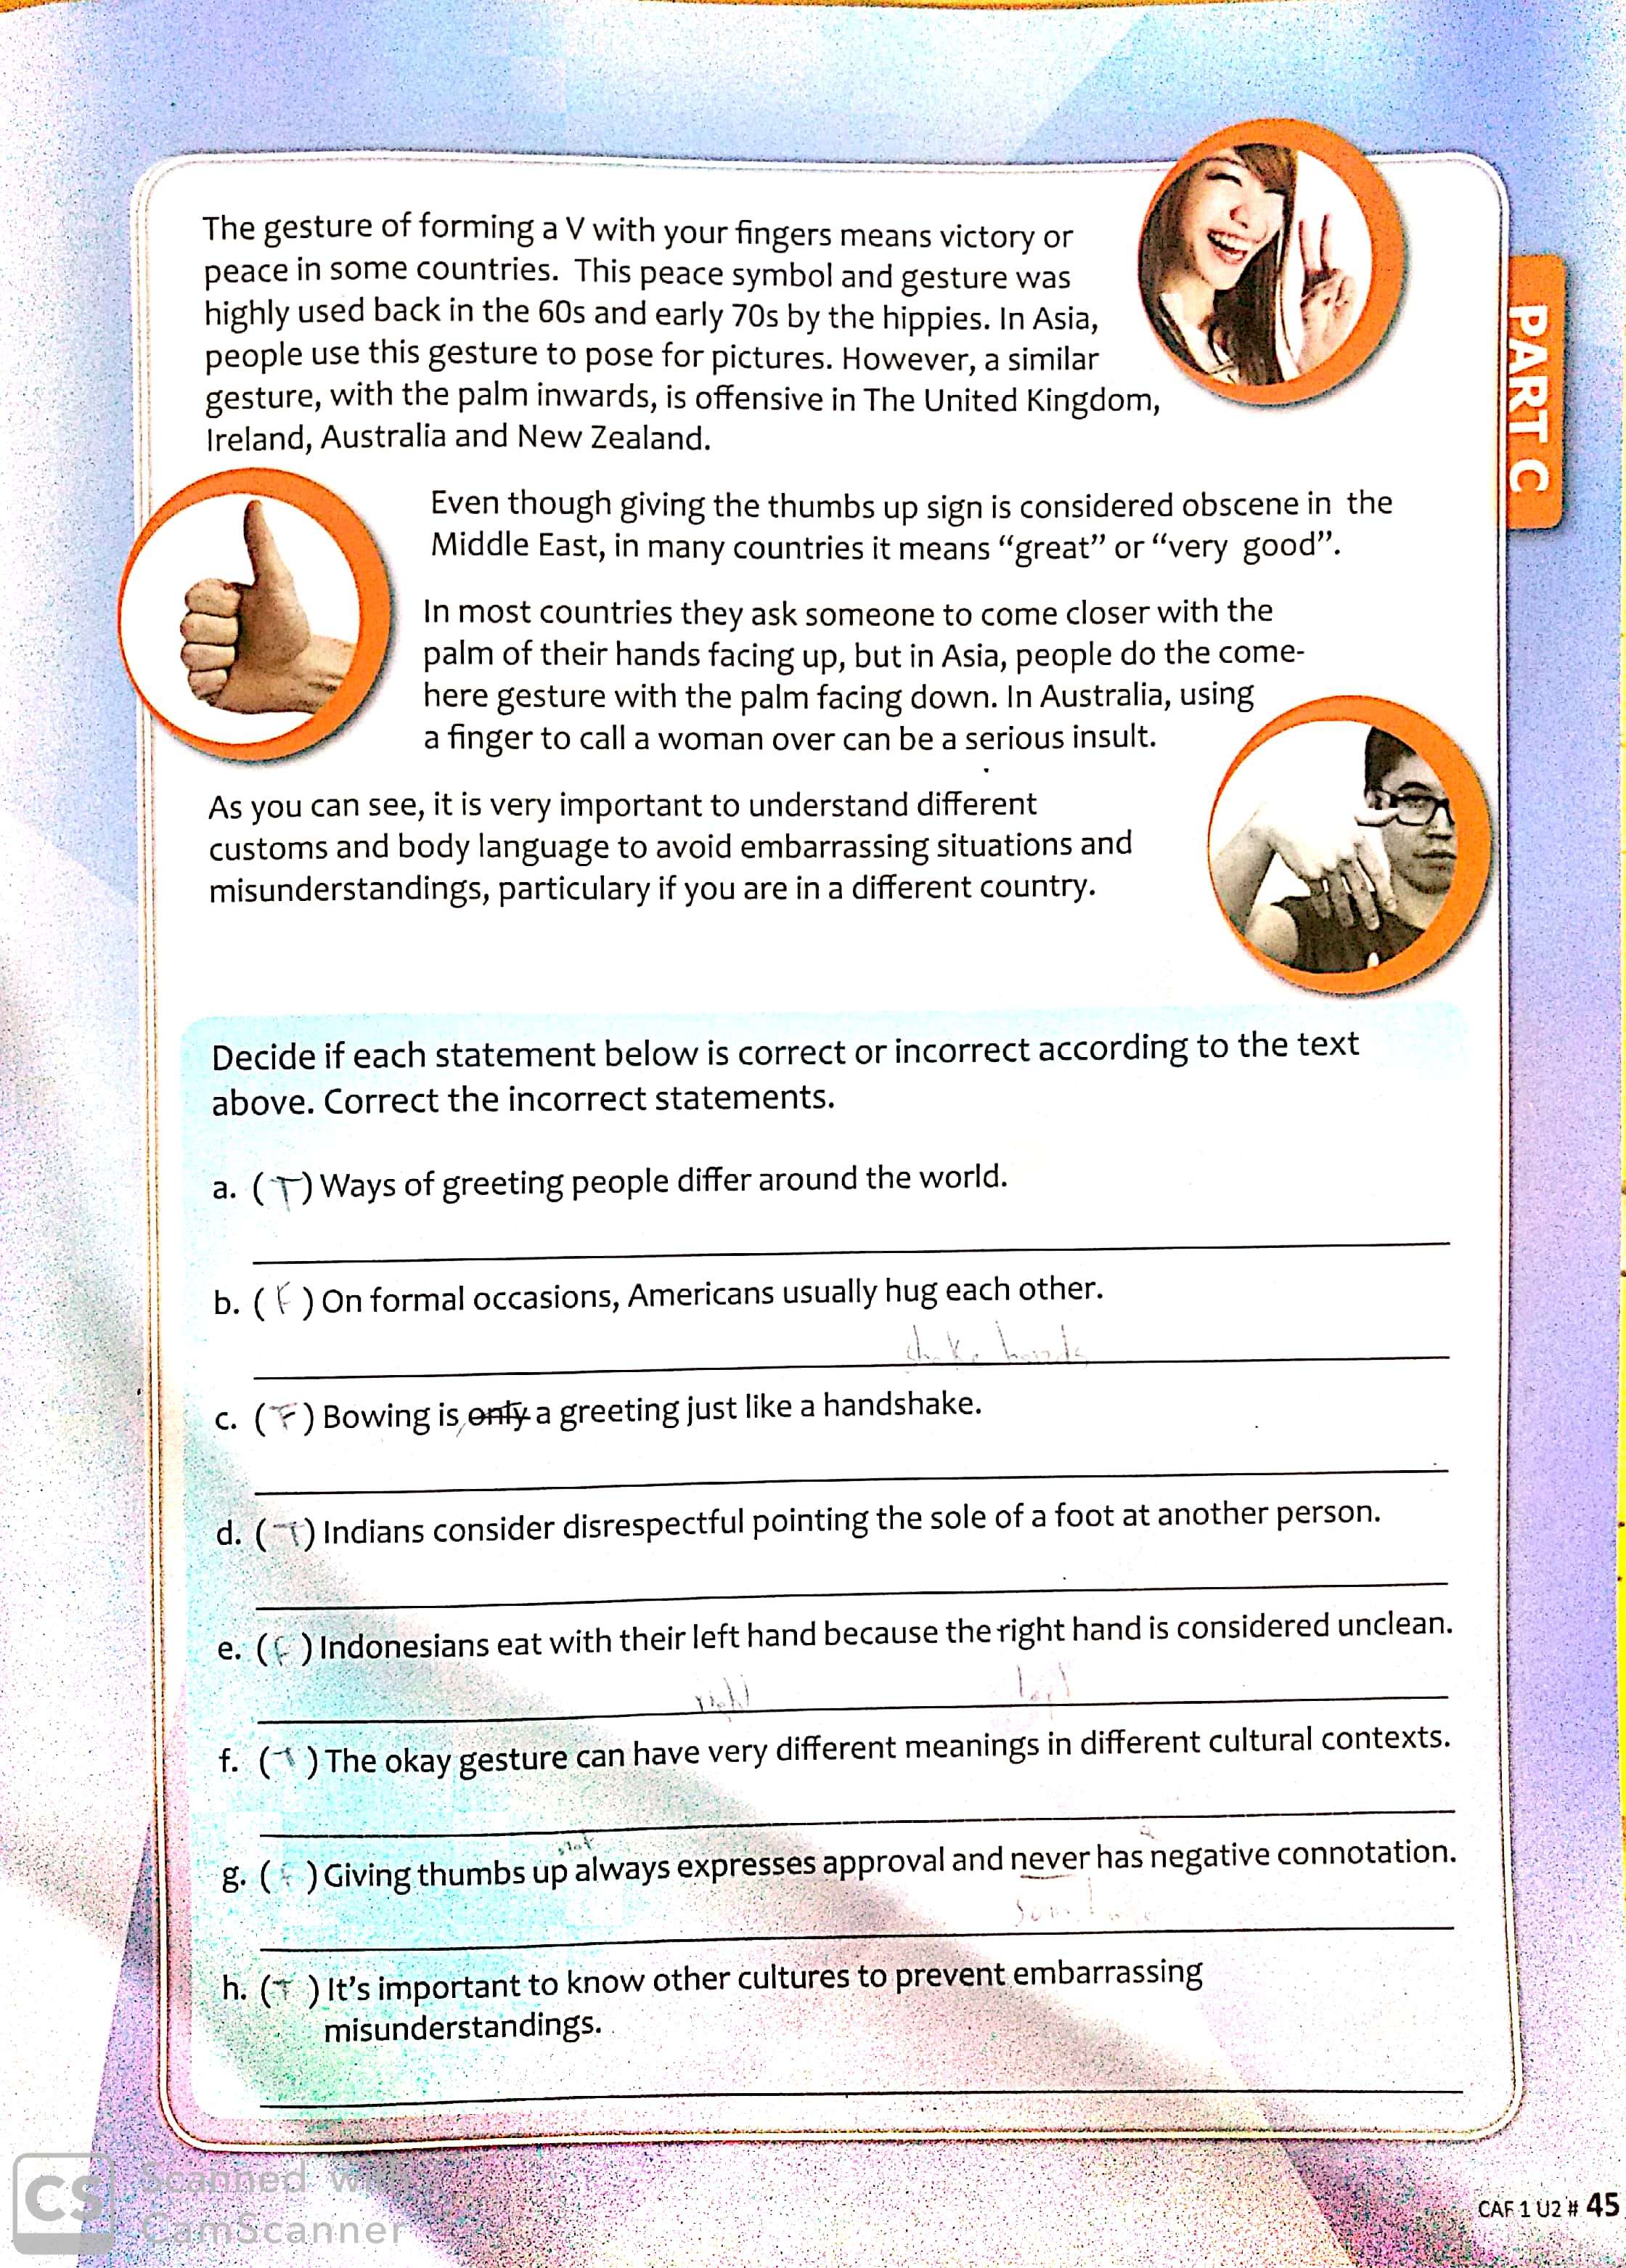 The gesture of forming a V with your fingers means victory or
peace in some countries. This peace symbol and gesture was
highly used back in the 60s and early 70s by the hippies. In Asia,
people use this gesture to pose for pictures. However, a similar
gesture, with the palm inwards, is offensive in The United Kingdom,
Ireland, Australia and New Zealand.
PART C
Even though giving the thumbs up sign is considered obscene in the
Middle East, in many countries it means “great” or “very good”.
In most countries they ask someone to come closer with the
palm of their hands facing up, but in Asia, people do the come-
here gesture with the palm facing down. In Australia, using
a finger to call a woman over can be a serious insult.
As you can see, it is very important to understand different
customs and body language to avoid embarrassing situations and
misunderstandings, particulary if you are in a different country.
Decide if each statement below is correct or incorrect according to the text
above. Correct the incorrect statements.
a. (T) Ways of greeting people differ around the world.
b. (F) On formal occasions, Americans usually hug each other.
shake hands
c. (F) Bowing is only a greeting just like a handshake.
d. (T) Indians consider disrespectful pointing the sole of a foot at another person.
e. (F) Indonesians eat with their left hand because the right hand is considered unclean.
right left
f. (T) The okay gesture can have very different meanings in different cultural contexts.
not a
g. (F) Giving thumbs up always expresses approval and never has negative connotation.
h. (T) It's important to know other cultures to prevent embarrassing
misunderstandings.
CS Scanned with
CamScanner
CAF 1 U2 # 45